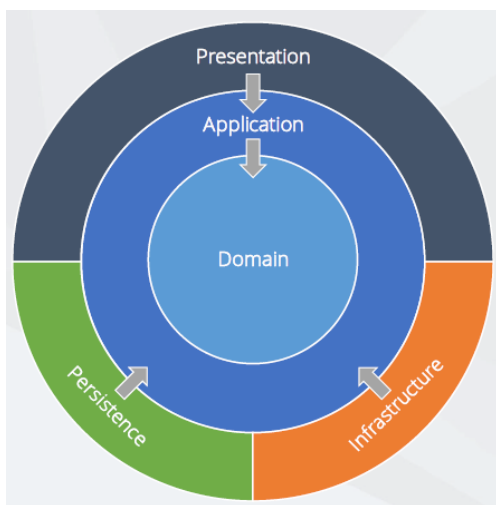 Presentation
Application
Domain
Persistence
Infrastructure